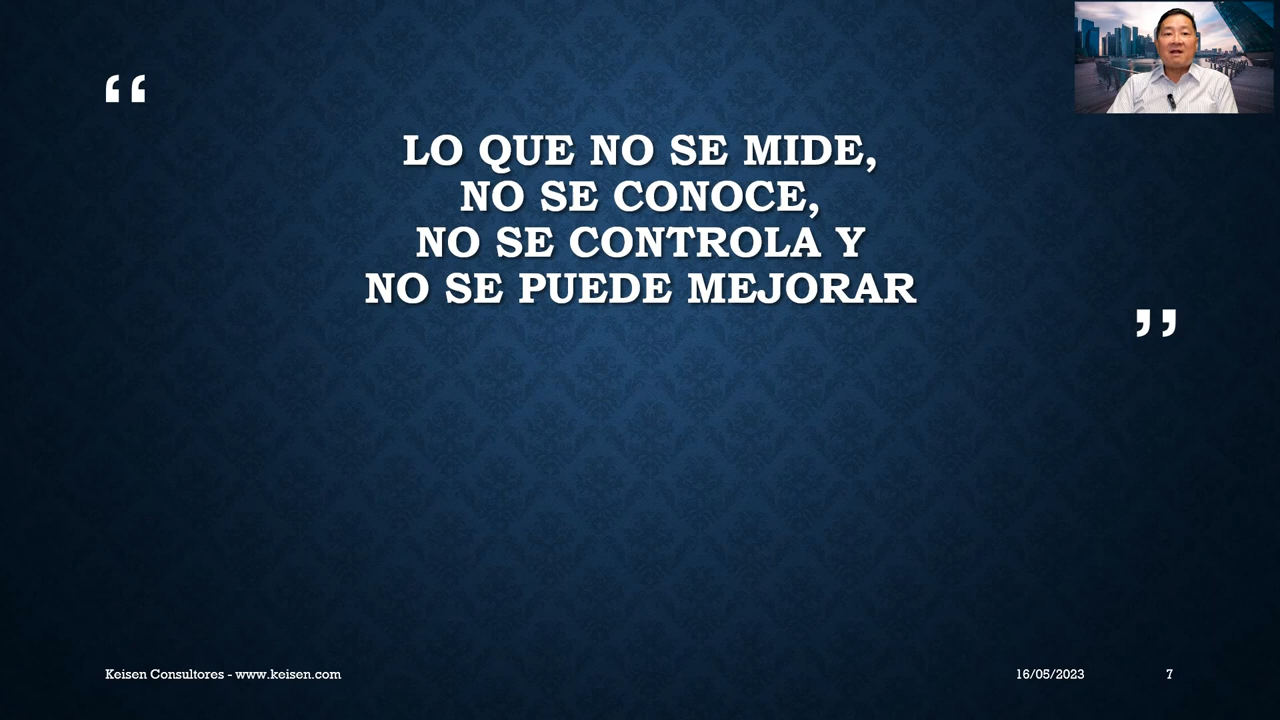 “
LO QUE NO SE MIDE,
NO SE CONOCE,
NO SE CONTROLA Y
NO SE PUEDE MEJORAR
”
Keisen Consultores - www.keisen.com
16/05/2023
7